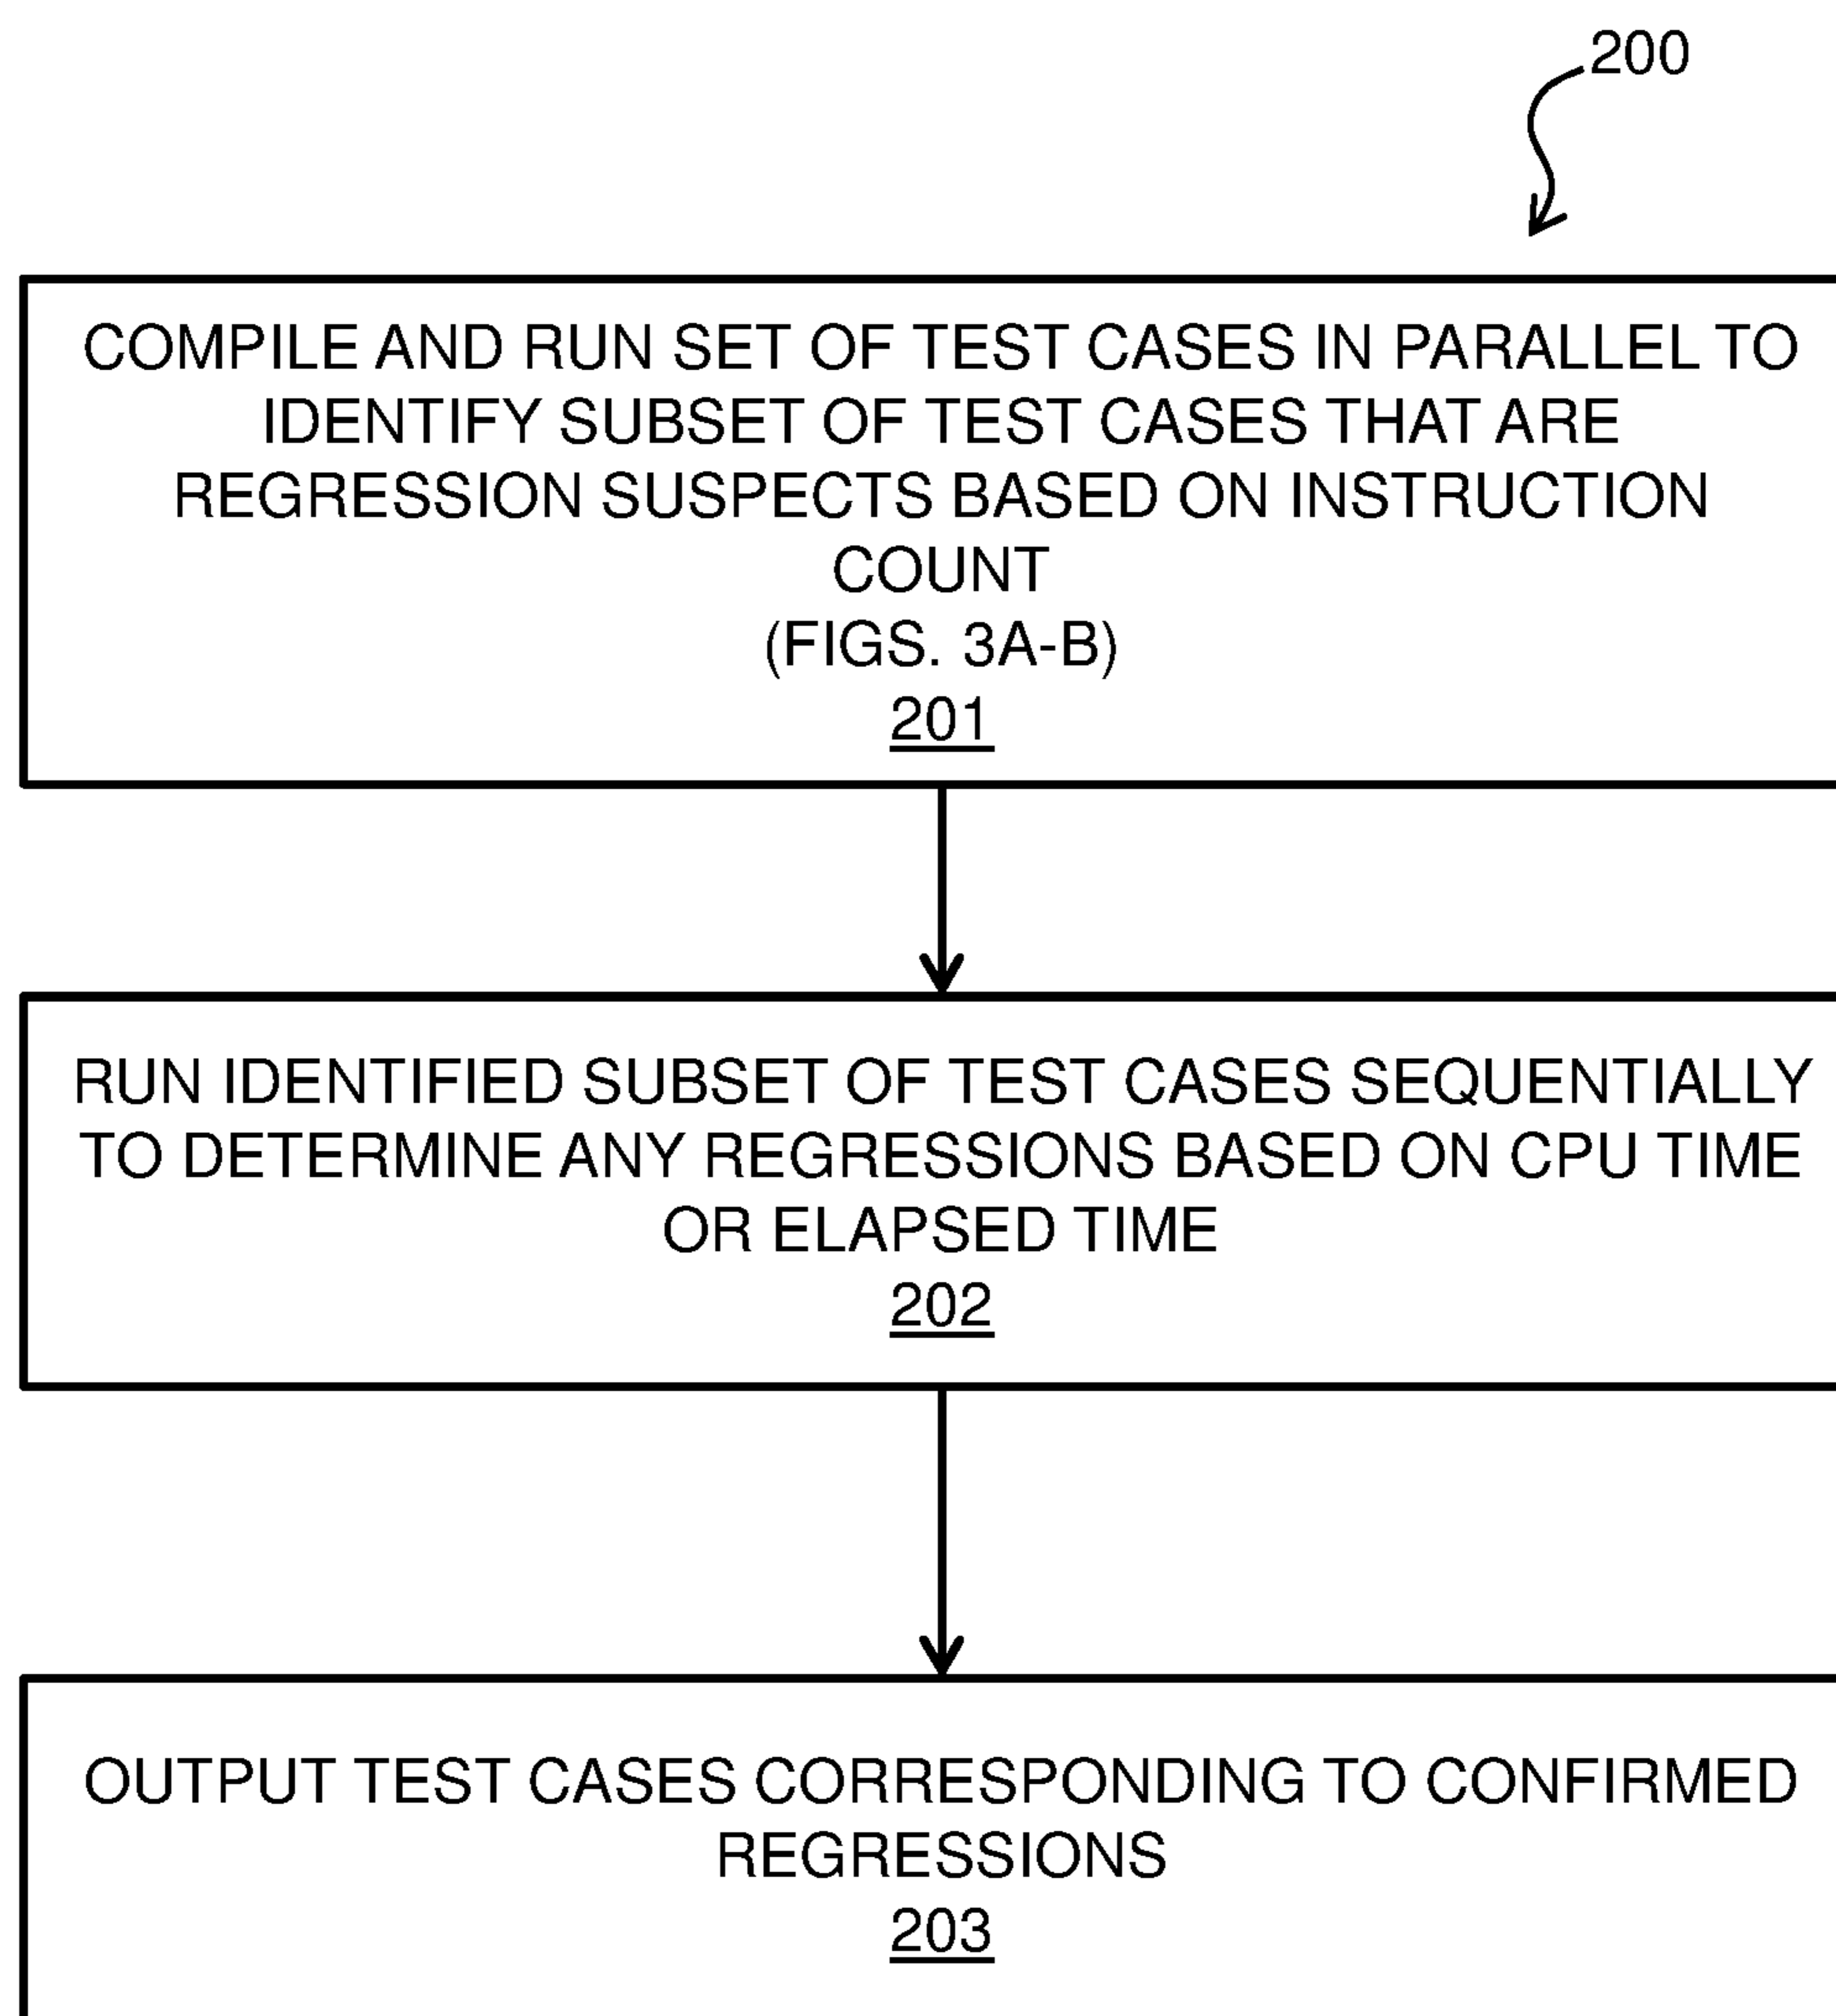 200
COMPILE AND RUN SET OF TEST CASES IN PARALLEL TO
IDENTIFY SUBSET OF TEST CASES THAT ARE
REGRESSION SUSPECTS BASED ON INSTRUCTION
COUNT
(FIGS. 3A-B)
201
RUN IDENTIFIED SUBSET OF TEST CASES SEQUENTIALLY
TO DETERMINE ANY REGRESSIONS BASED ON CPU TIME
OR ELAPSED TIME
202
OUTPUT TEST CASES CORRESPONDING TO CONFIRMED
REGRESSIONS
203